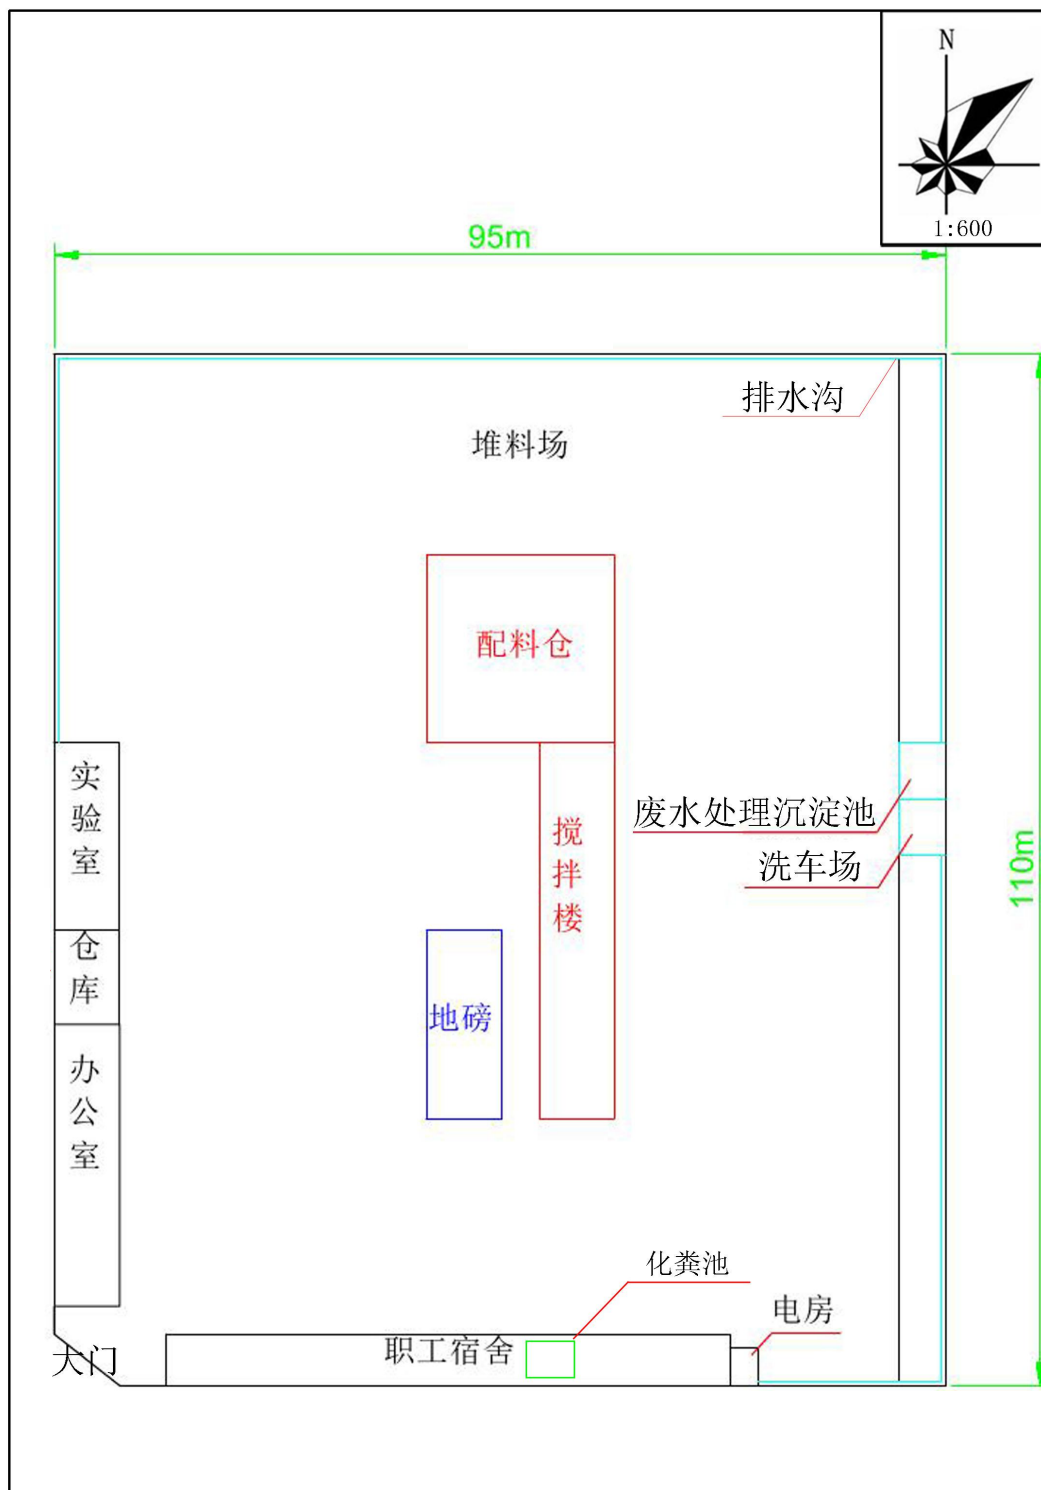 N
1:600
95m
排水沟
堆料场
配料仓
实验室
废水处理沉淀池
搅拌楼
洗车场
110m
仓库
地磅
办公室
化粪池
电房
职工宿舍
大门